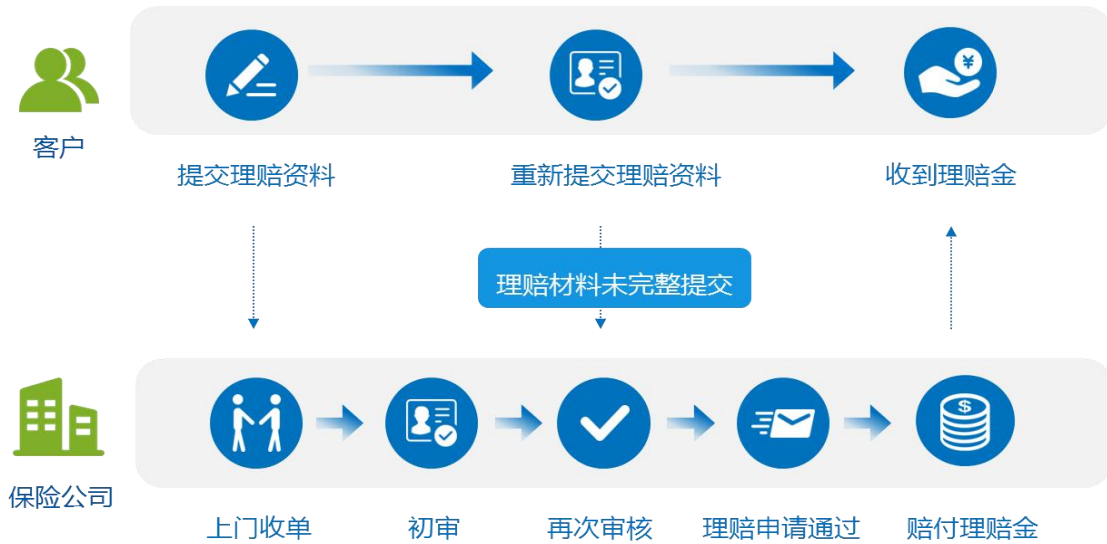 客户
¥
提交理赔资料
重新提交理赔资料
收到理赔金
理赔材料未完整提交
保险公司
$
上门收单
初审
再次审核
理赔申请通过
赔付理赔金